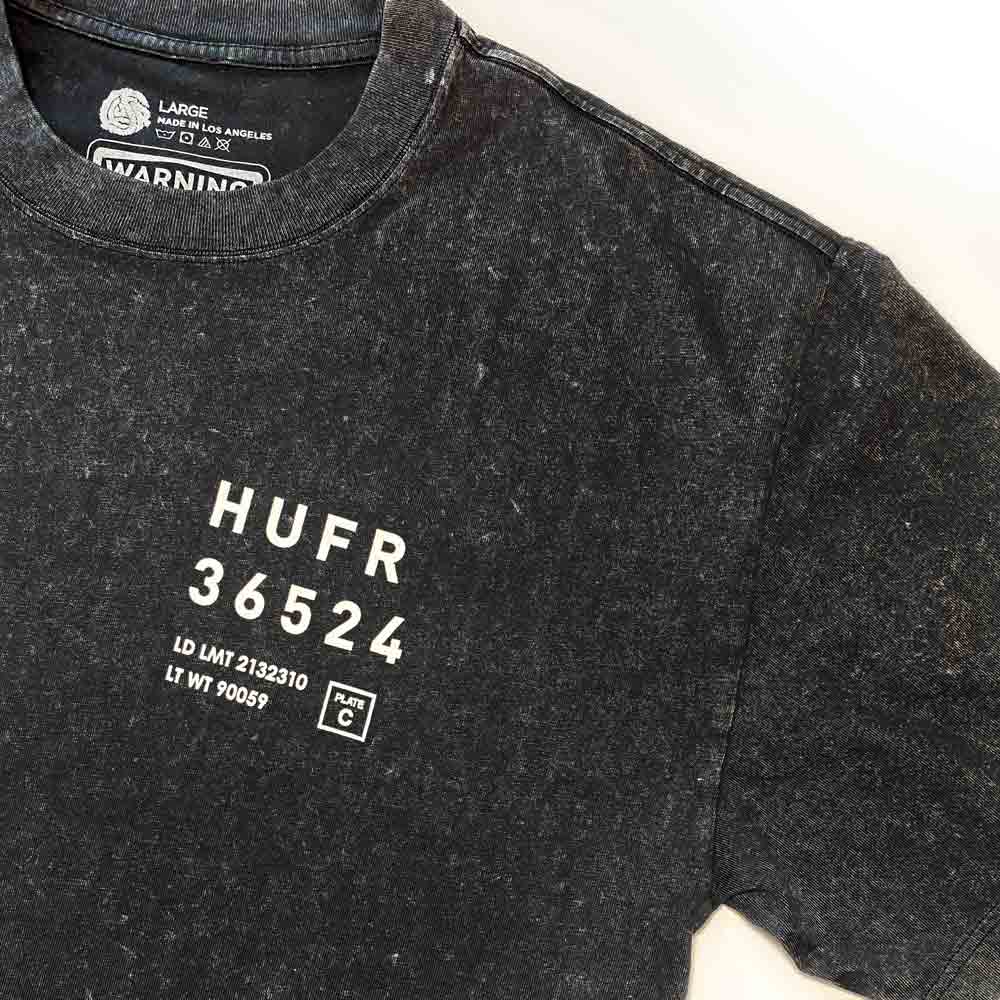 LARGE
MADE IN LOS ANGELES
WARNING
HUFR
36524
LD LMT 2132310
LT WT 90059
PLATE
C